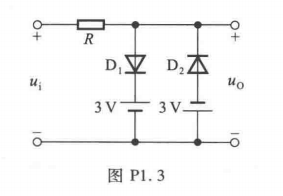 + R +
D₁ D₂
uᵢ uₒ
3 V 3 V
− −
图 P1.3